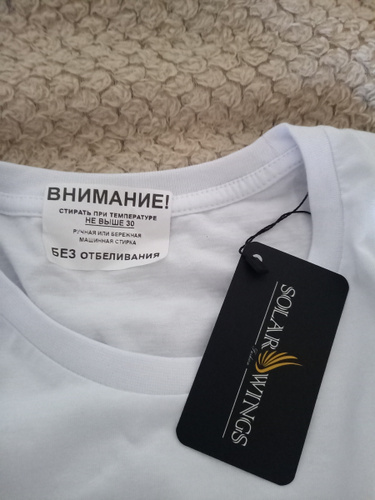 ВНИМАНИЕ!
СТИРАТЬ ПРИ ТЕМПЕРАТУРЕ
НЕ ВЫШЕ 30
РУЧНАЯ ИЛИ БЕРЕЖНАЯ
МАШИННАЯ СТИРКА
БЕЗ ОТБЕЛИВАНИЯ
SOLAR WINGS